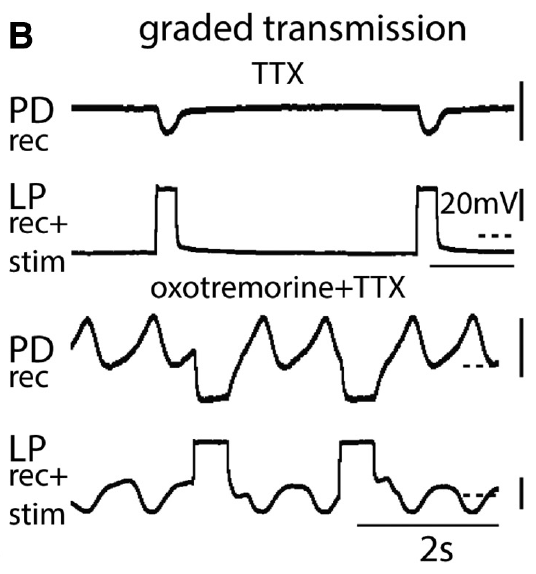 B
graded transmission
TTX
PD
rec
LP
rec+
stim
20mV
oxotremorine+TTX
PD
rec
LP
rec+
stim
2s